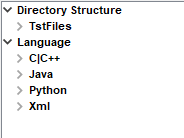 Directory Structure
TstFiles
Language
C|C++
Java
Python
Xml